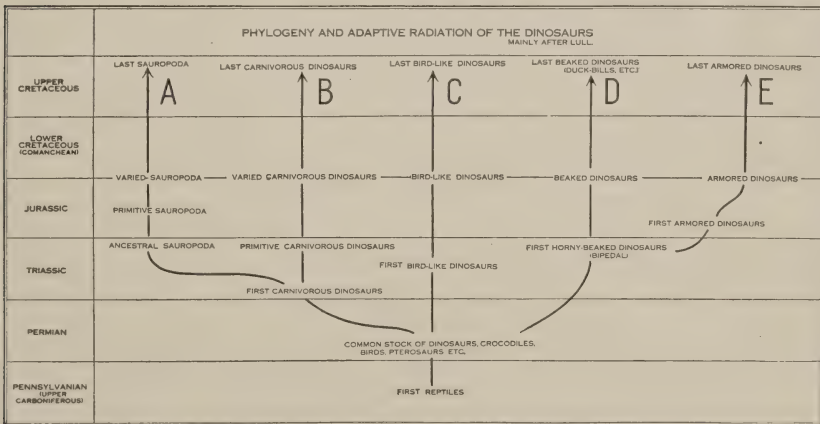 PHYLOGENY AND ADAPTIVE RADIATION OF THE DINOSAURS
MAINLY AFTER LULL.
UPPER
CRETACEOUS
LAST SAUROPODA
LAST CARNIVOROUS DINOSAURS
LAST BIRD-LIKE DINOSAURS
LAST BEAKED DINOSAURS
(DUCK-BILLS, ETC.)
LAST ARMORED DINOSAURS
A
B
C
D
E
LOWER
CRETACEOUS
(COMANCHEAN)
VARIED SAUROPODA
VARIED CARNIVOROUS DINOSAURS
BIRD-LIKE DINOSAURS
BEAKED DINOSAURS
ARMORED DINOSAURS
JURASSIC
PRIMITIVE SAUROPODA
FIRST ARMORED DINOSAURS
ANCESTRAL SAUROPODA
PRIMITIVE CARNIVOROUS DINOSAURS
FIRST HORNY-BEAKED DINOSAURS
(BIPEDAL)
TRIASSIC
FIRST BIRD-LIKE DINOSAURS
FIRST CARNIVOROUS DINOSAURS
PERMIAN
COMMON STOCK OF DINOSAURS, CROCODILES,
BIRDS, PTEROSAURS ETC.
PENNSYLVANIAN
(UPPER
CARBONIFEROUS)
FIRST REPTILES